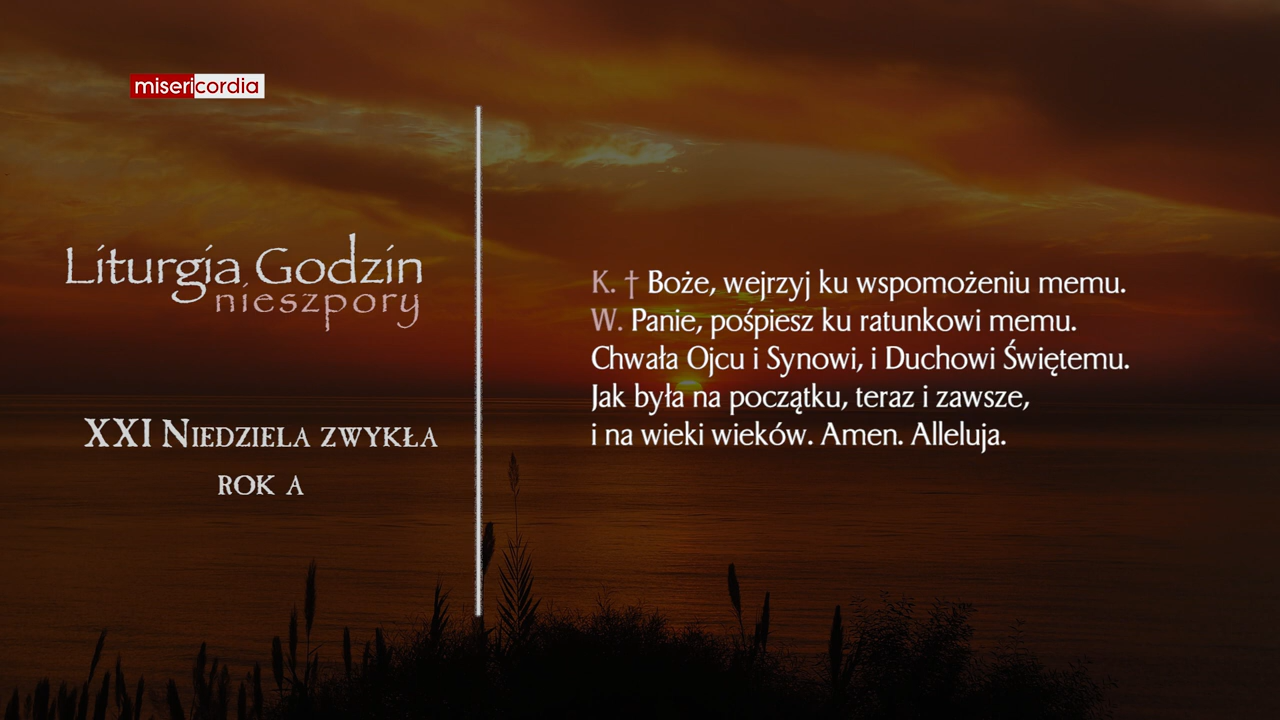 misericordia
Liturgia Godzin
nieszpory
XXI Niedziela zwykła
rok A
K. † Boże, wejrzyj ku wspomożeniu memu.
W. Panie, pośpiesz ku ratunkowi memu.
Chwała Ojcu i Synowi, i Duchowi Świętemu.
Jak była na początku, teraz i zawsze,
i na wieki wieków. Amen. Alleluja.